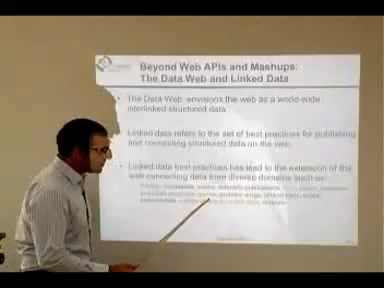 Beyond Web APIs and Mashups:
The Data Web and Linked Data
The Data Web envisions the web as a world-wide
interlinked structured data
Linked data refers to the set of best practices for publishing
and connecting structured data on the web.
Linked data best practices has lead to the extension of the
web connecting data from diverse domains such as: